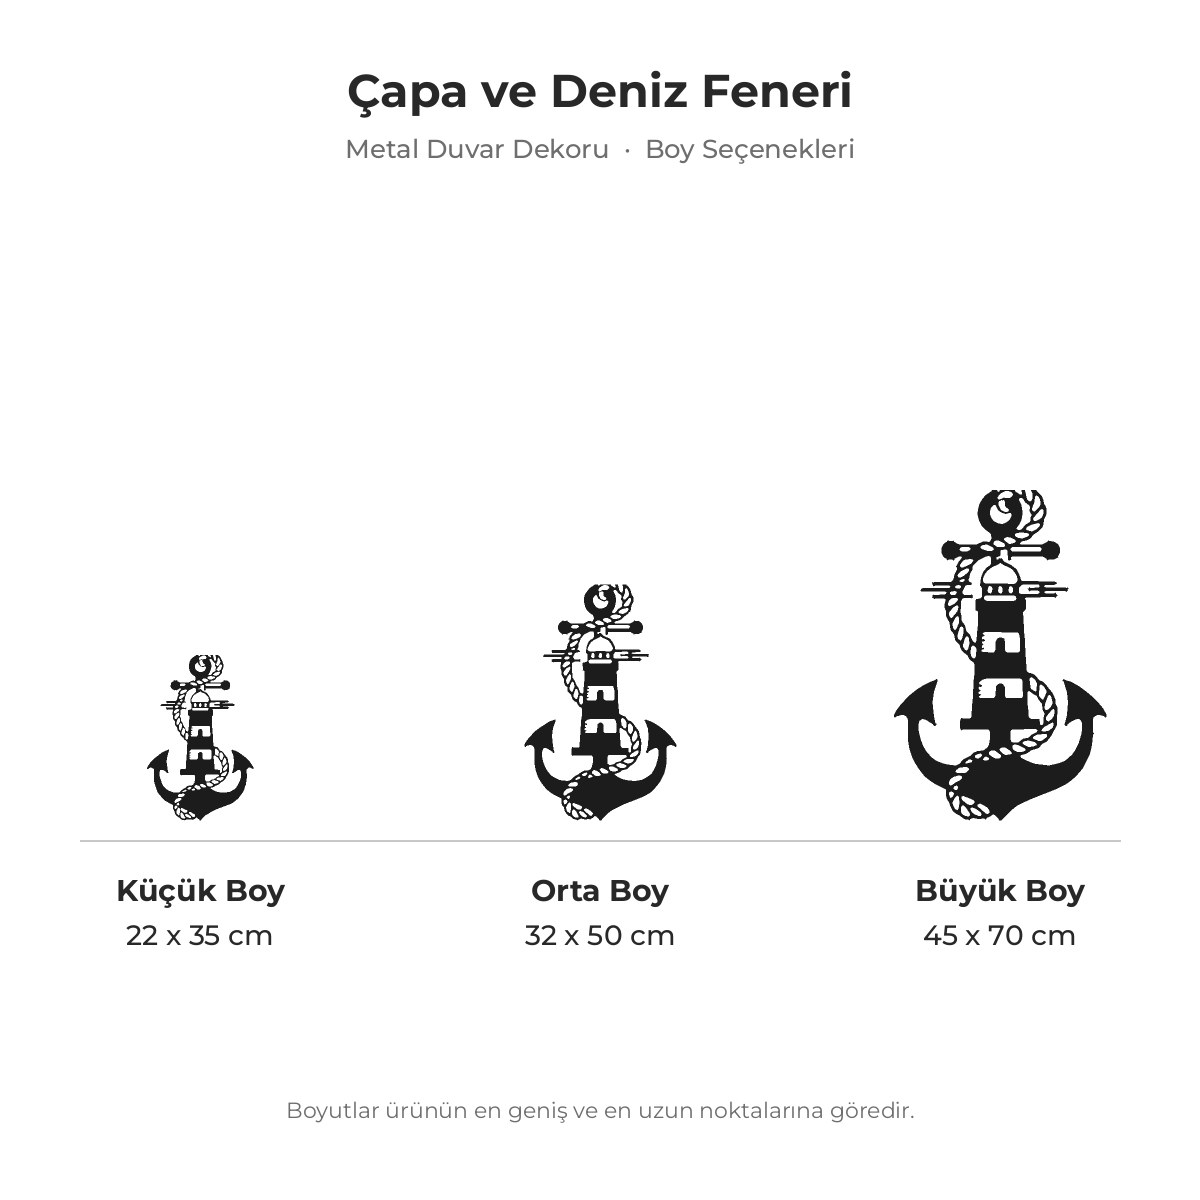 Çapa ve Deniz Feneri
Metal Duvar Dekoru · Boy Seçenekleri
Küçük Boy
22 x 35 cm
Orta Boy
32 x 50 cm
Büyük Boy
45 x 70 cm
Boyutlar ürünün en geniş ve en uzun noktalarına göredir.